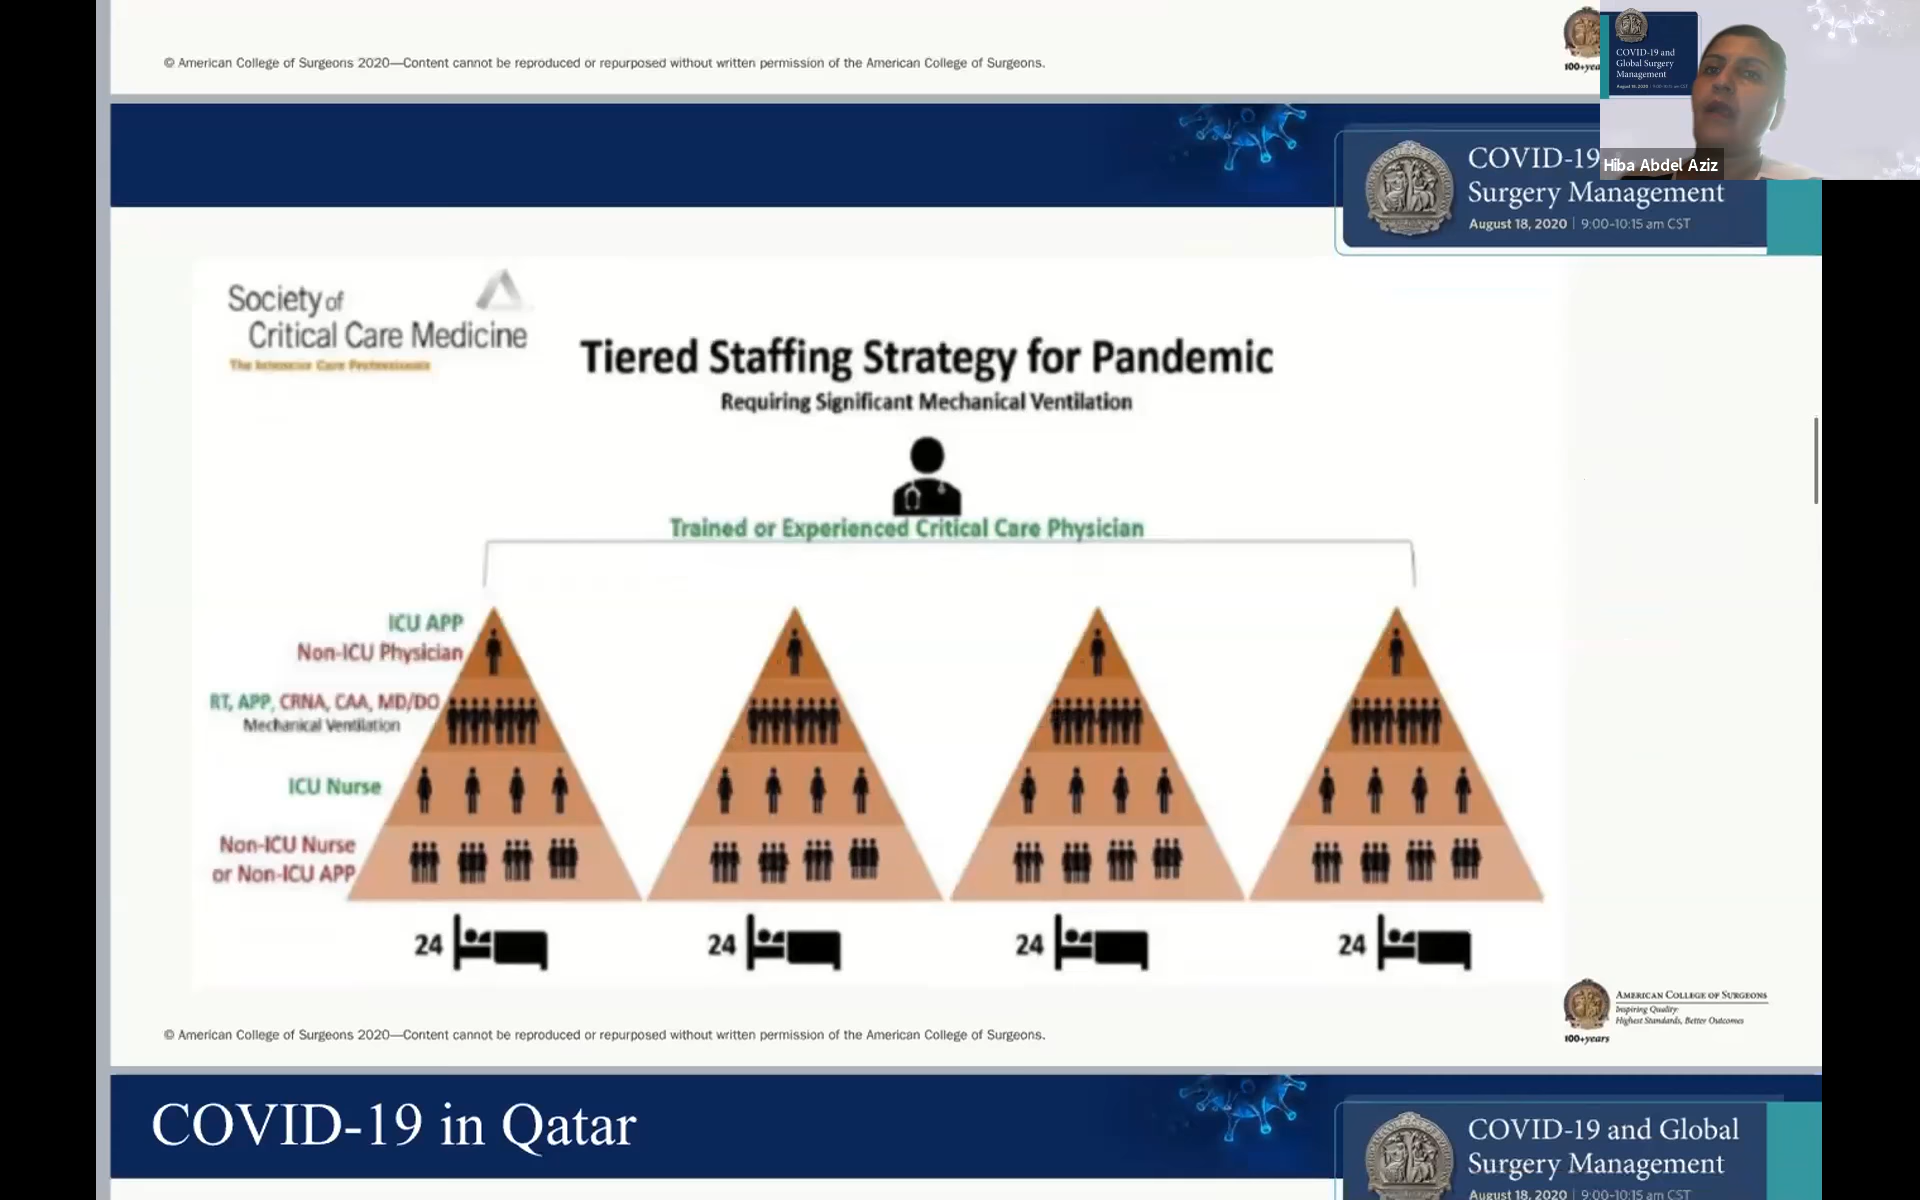 © American College of Surgeons 2020—Content cannot be reproduced or repurposed without written permission of the American College of Surgeons.
COVID-19 and
Global Surgery
Management
August 18, 2020
Hiba Abdel Aziz
COVID-19
Surgery Management
August 18, 2020 | 9:00-10:15 am CST
Society of
Critical Care Medicine
The Intensive Care Professionals
Tiered Staffing Strategy for Pandemic
Requiring Significant Mechanical Ventilation
Trained or Experienced Critical Care Physician
ICU APP
Non-ICU Physician
RT, APP, CRNA, CAA, MD/DO
Mechanical Ventilation
ICU Nurse
Non-ICU Nurse
or Non-ICU APP
24 24 24 24
AMERICAN COLLEGE OF SURGEONS
Inspiring Quality:
Highest Standards, Better Outcomes
100+years
© American College of Surgeons 2020—Content cannot be reproduced or repurposed without written permission of the American College of Surgeons.
COVID-19 in Qatar
COVID-19 and Global
Surgery Management
August 18, 2020 | 9:00-10:15 am CST